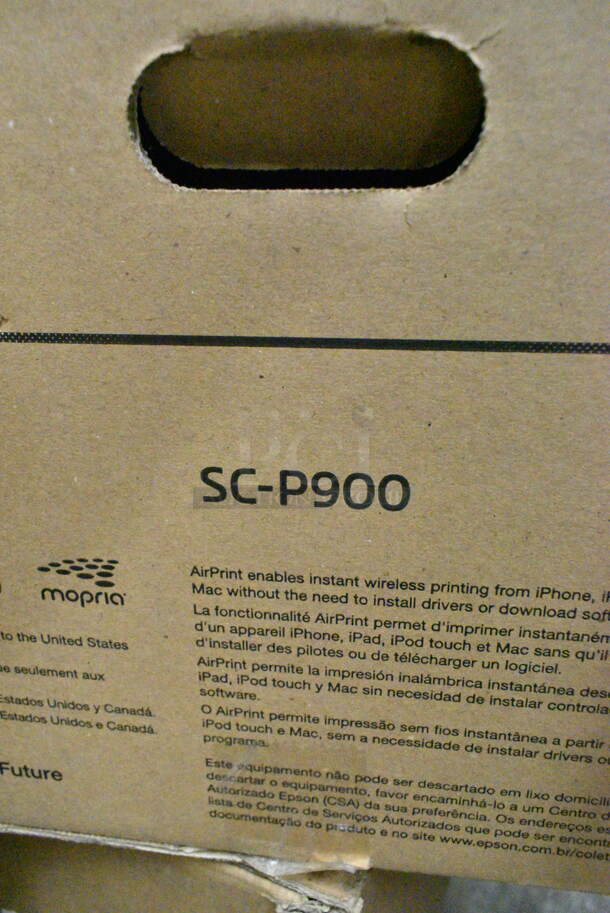 SC-P900
mopria
AirPrint enables instant wireless printing from iPhone,
Mac without the need to install drivers or download
La fonctionnalité AirPrint permet d'imprimer
d'un appareil iPhone, iPad, iPod touch et Mac sans qu'il
d'installer des pilotes ou de télécharger un logiciel.
AirPrint permite la impresión inalámbrica instantánea
iPad, iPod touch y Mac sin necesidad de instalar
software.
O AirPrint permite impressão sem fios instantânea a partir
iPod touch e Mac, sem a necessidade de instalar drivers
programa.
Este equipamento não pode ser descartado em lixo
descartar o equipamento, favor encaminhá-lo a um Centro
Autorizado Epson (CSA) da sua preferência. Os endereços
lista de Centro de Serviços Autorizados que pode ser
documentação do produto e no site www.epson.com.br/colet
to the United States
seulement aux
Estados Unidos y Canadá.
Estados Unidos e Canadá.
Future